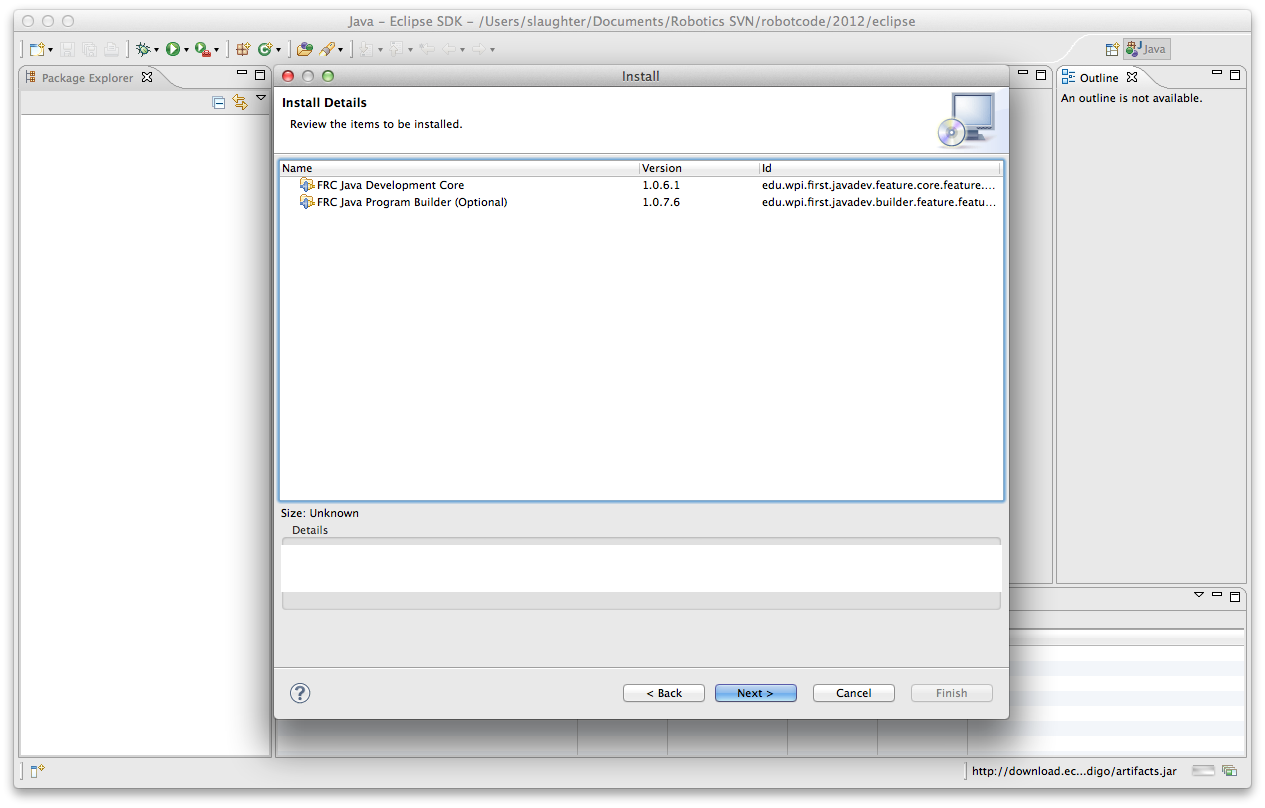 Java – Eclipse SDK – /Users/slaughter/Documents/Robotics SVN/robotcode/2012/eclipse
Java
Package Explorer
Install
Outline
An outline is not available.
Install Details
Review the items to be installed.
Name Version Id
FRC Java Development Core 1.0.6.1 edu.wpi.first.javadev.feature.core.feature....
FRC Java Program Builder (Optional) 1.0.7.6 edu.wpi.first.javadev.builder.feature.featu...
Size: Unknown
Details
?
< Back Next > Cancel Finish
http://download.ec...digo/artifacts.jar